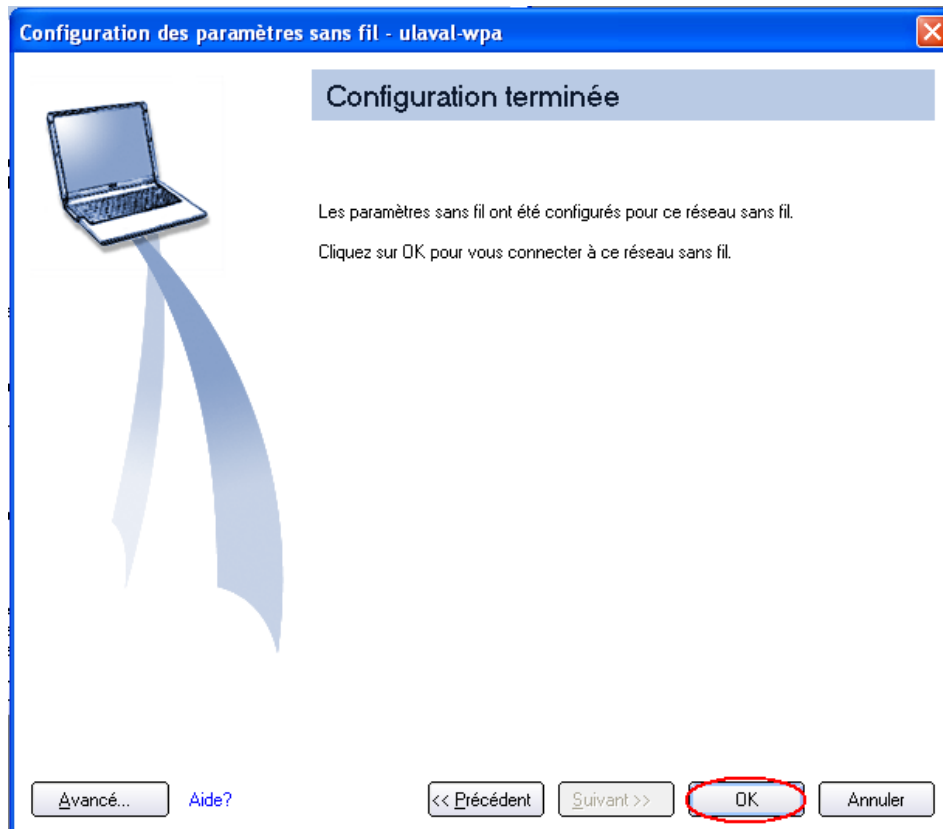 Configuration des paramètres sans fil - ulaval-wpa
Configuration terminée
Les paramètres sans fil ont été configurés pour ce réseau sans fil.
Cliquez sur OK pour vous connecter à ce réseau sans fil.
Avancé... Aide? << Précédent Suivant >> OK Annuler